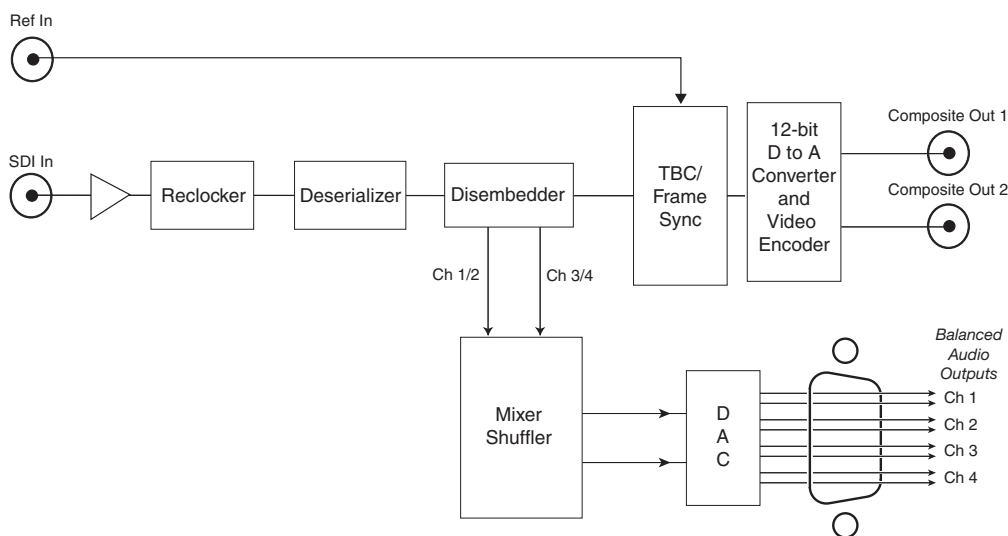 Ref In
SDI In
Reclocker
Deserializer
Disembedder
TBC/
Frame
Sync
12-bit
D to A
Converter
and
Video
Encoder
Composite Out 1
Composite Out 2
Ch 1/2
Ch 3/4
Mixer
Shuffler
D
A
C
Balanced
Audio
Outputs
Ch 1
Ch 2
Ch 3
Ch 4